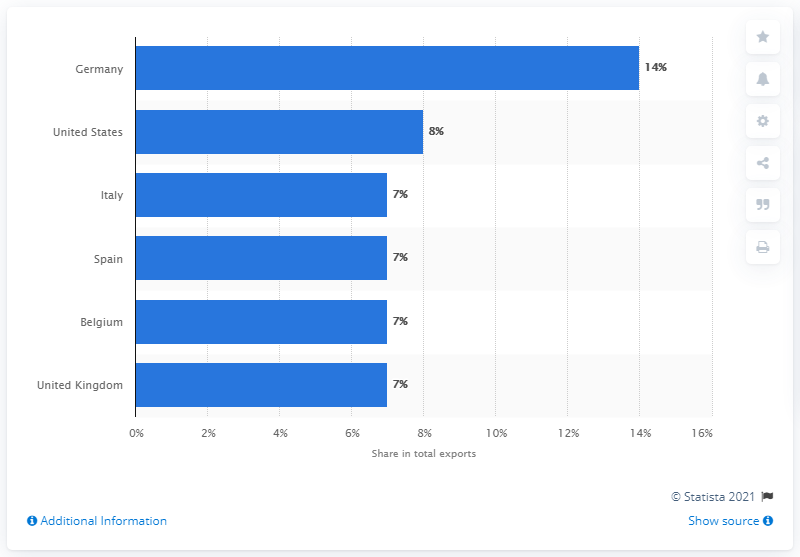 Germany 14%
United States 8%
Italy 7%
Spain 7%
Belgium 7%
United Kingdom 7%
0% 2% 4% 6% 8% 10% 12% 14% 16%
Share in total exports
© Statista 2021
Additional Information Show source